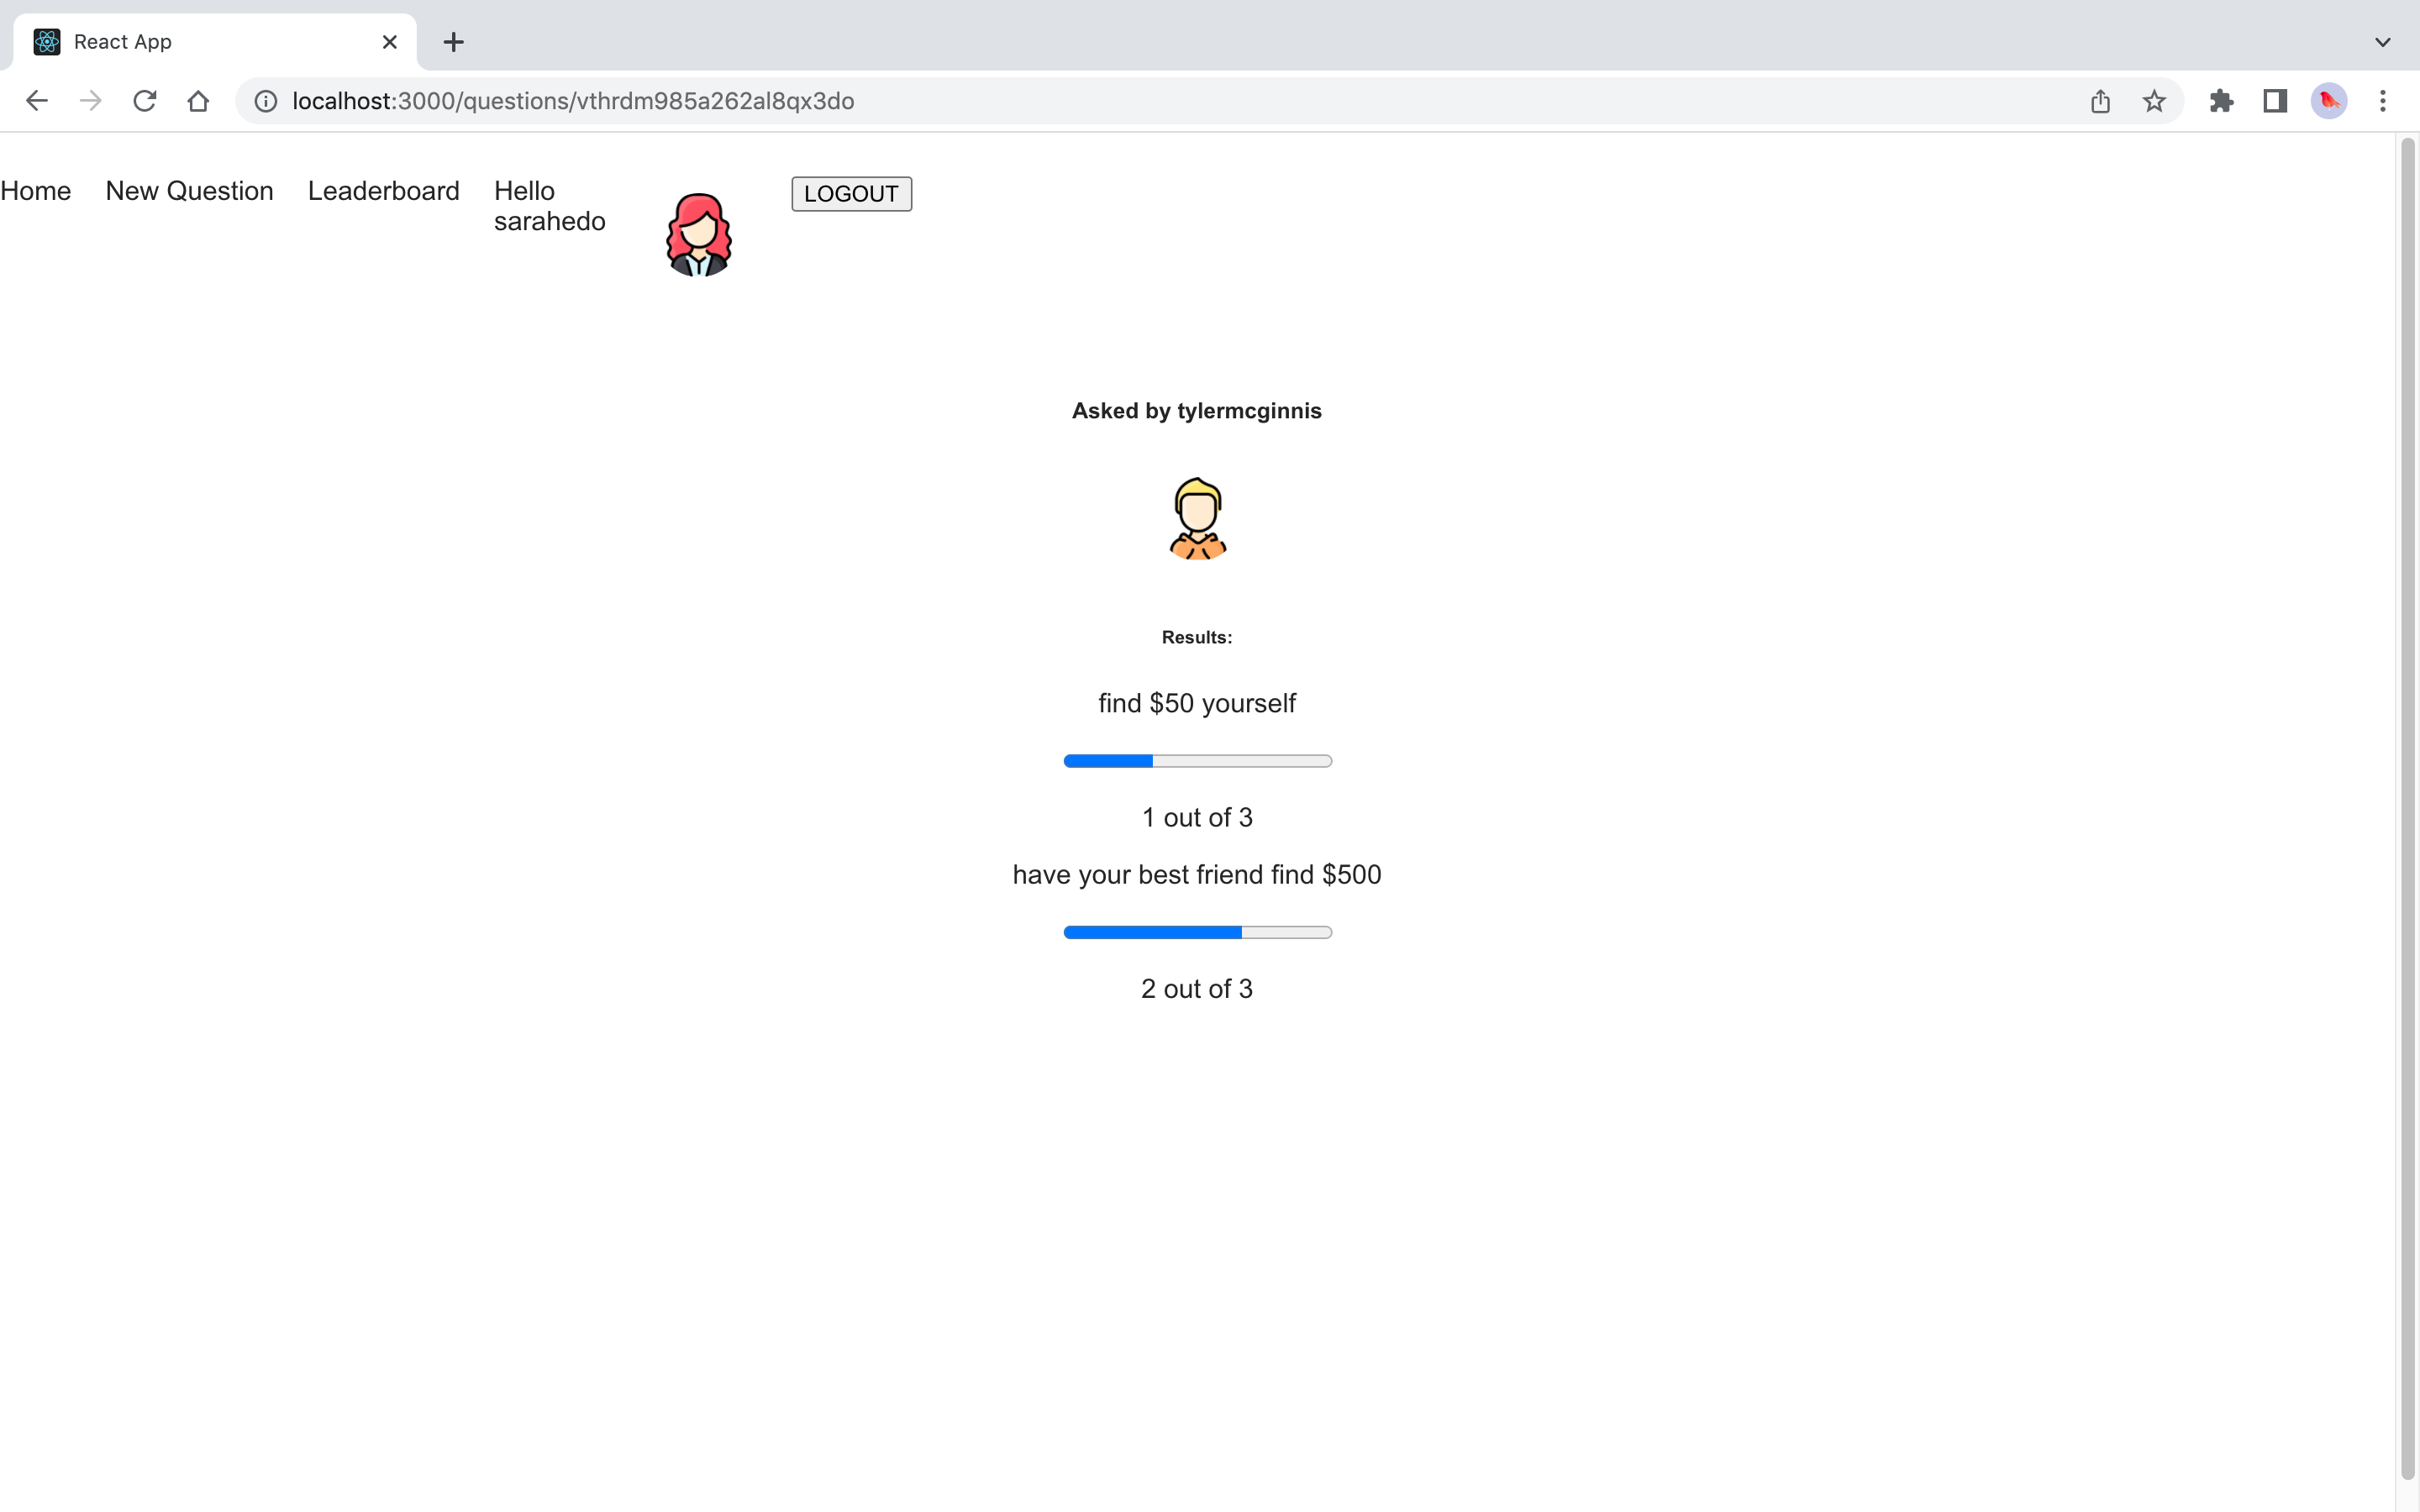 React App
localhost:3000/questions/vthrdm985a262al8qx3do
Home New Question Leaderboard Hello sarahedo LOGOUT
Asked by tylermcginnis
Results:
find $50 yourself
1 out of 3
have your best friend find $500
2 out of 3